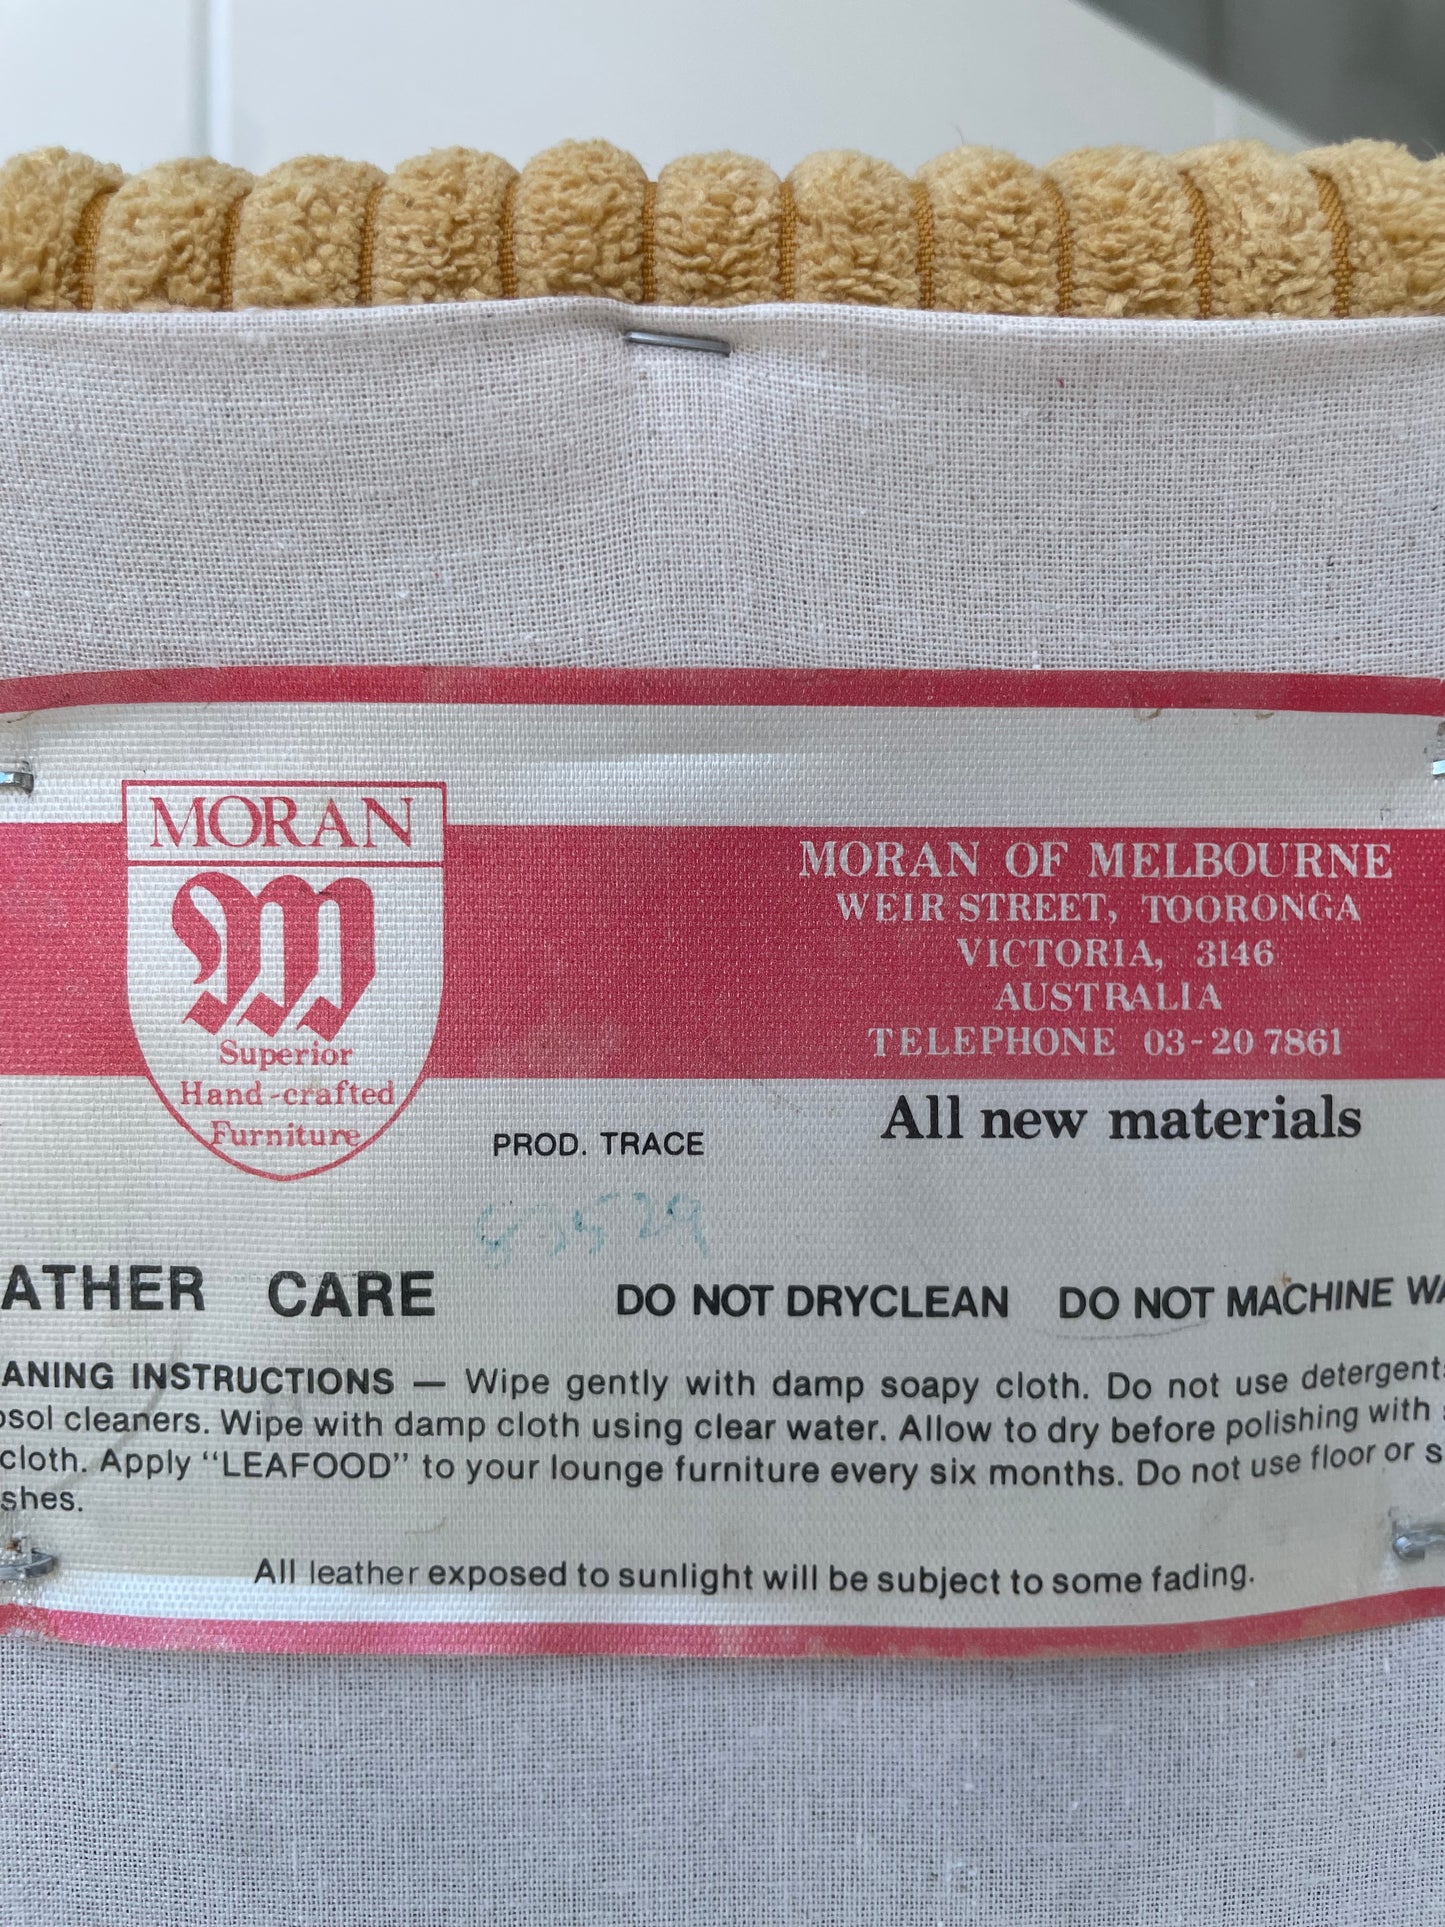 MORAN
M
Superior
Hand-crafted
Furniture
MORAN OF MELBOURNE
WEIR STREET, TOORONGA
VICTORIA, 3146
AUSTRALIA
TELEPHONE 03-20 7861
All new materials
PROD. TRACE
ATHER CARE DO NOT DRYCLEAN DO NOT MACHINE WA
ANING INSTRUCTIONS — Wipe gently with damp soapy cloth. Do not use detergent
osol cleaners. Wipe with damp cloth using clear water. Allow to dry before polishing with
cloth. Apply “LEAFOOD” to your lounge furniture every six months. Do not use floor or s
shes.
All leather exposed to sunlight will be subject to some fading.